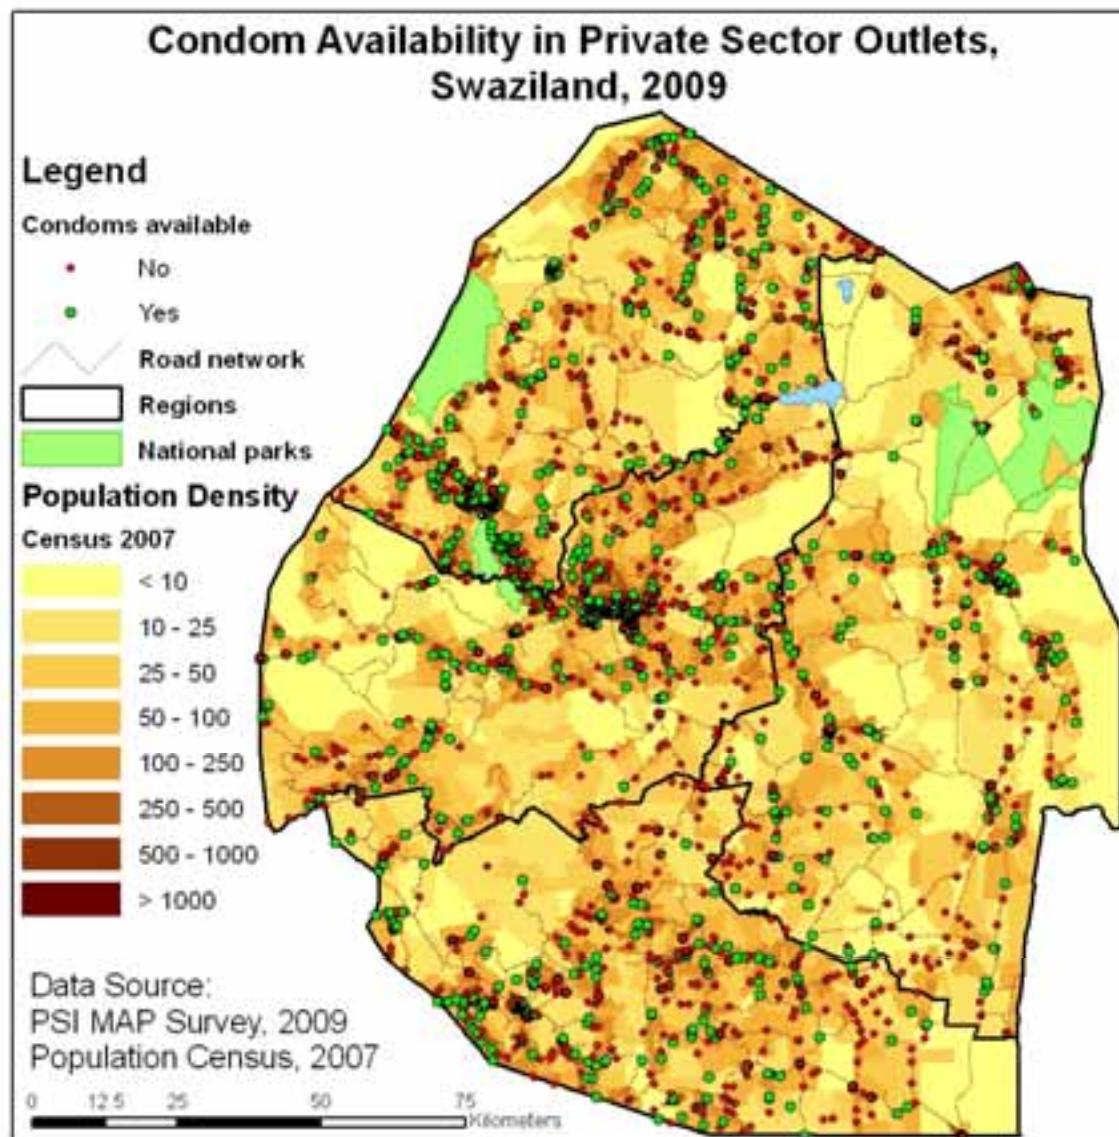 Condom Availability in Private Sector Outlets,
Swaziland, 2009
Legend
Condoms available
No
Yes
Road network
Regions
National parks
Population Density
Census 2007
< 10
10 - 25
25 - 50
50 - 100
100 - 250
250 - 500
500 - 1000
> 1000
Data Source:
PSI MAP Survey, 2009
Population Census, 2007
0 12.5 25 50 75
Kilometers